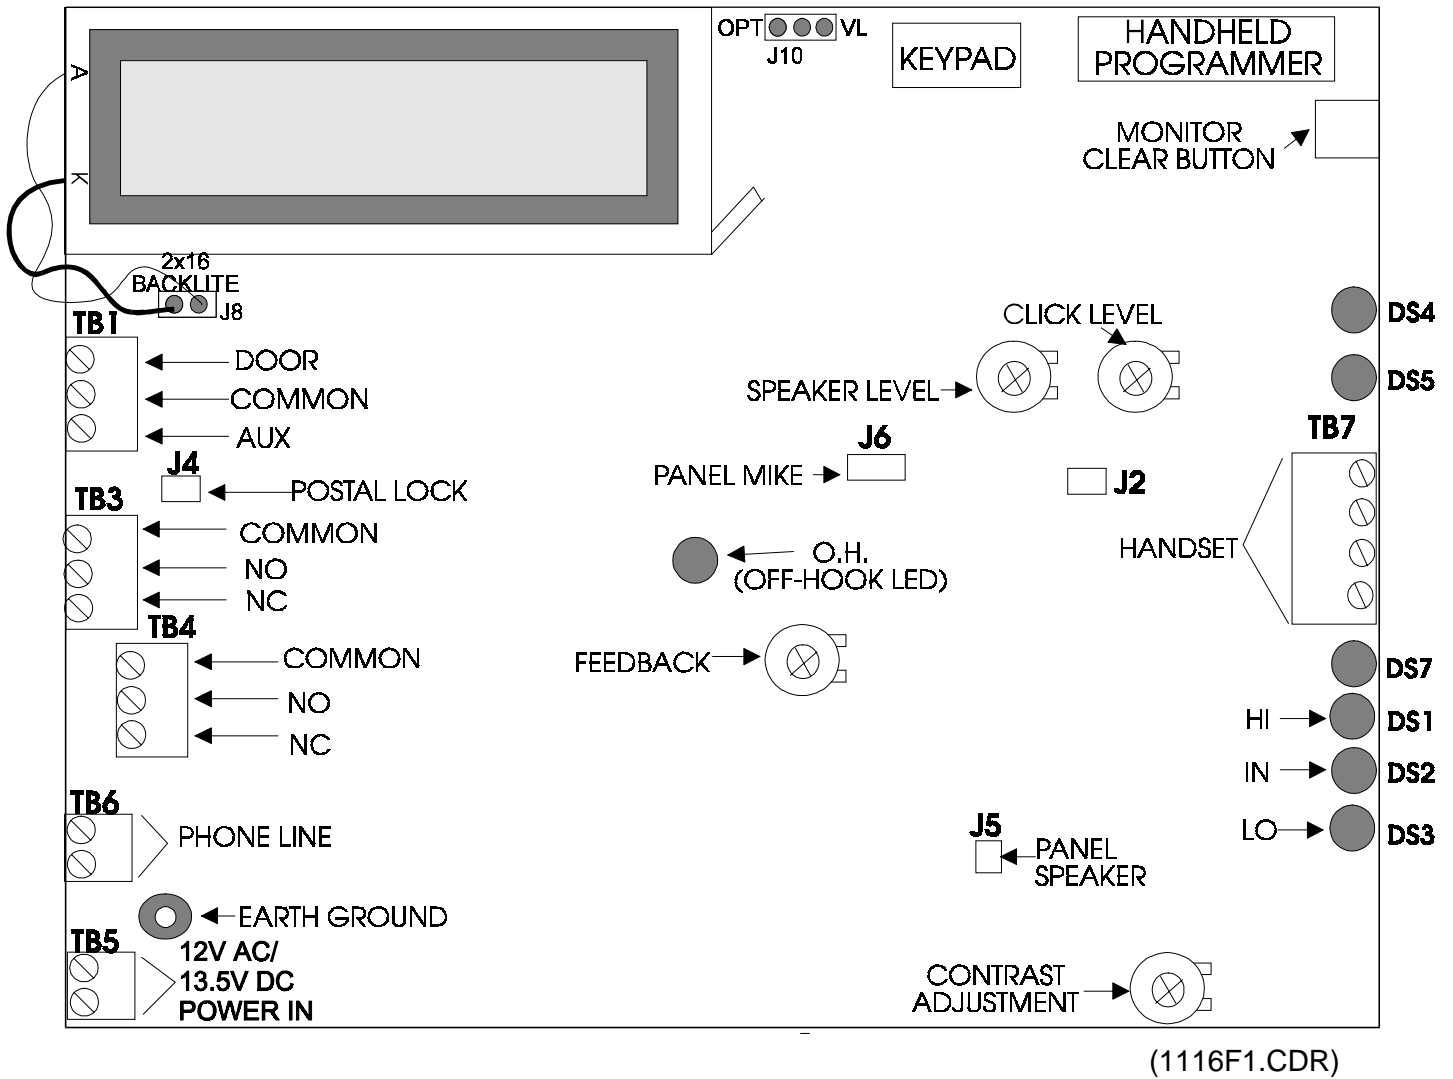 OPT VL
J10
KEYPAD
HANDHELD
PROGRAMMER
A
K
MONITOR
CLEAR BUTTON
2x16
BACKLITE
J8
TB1
DOOR
COMMON
AUX
J4
POSTAL LOCK
TB3
COMMON
NO
NC
TB4
COMMON
NO
NC
TB6
PHONE LINE
EARTH GROUND
TB5
12V AC/
13.5V DC
POWER IN
CLICK LEVEL
SPEAKER LEVEL
J6
PANEL MIKE
J2
O.H.
(OFF-HOOK LED)
FEEDBACK
J5
PANEL
SPEAKER
CONTRAST
ADJUSTMENT
DS4
DS5
TB7
HANDSET
DS7
HI DS1
IN DS2
LO DS3
(1116F1.CDR)